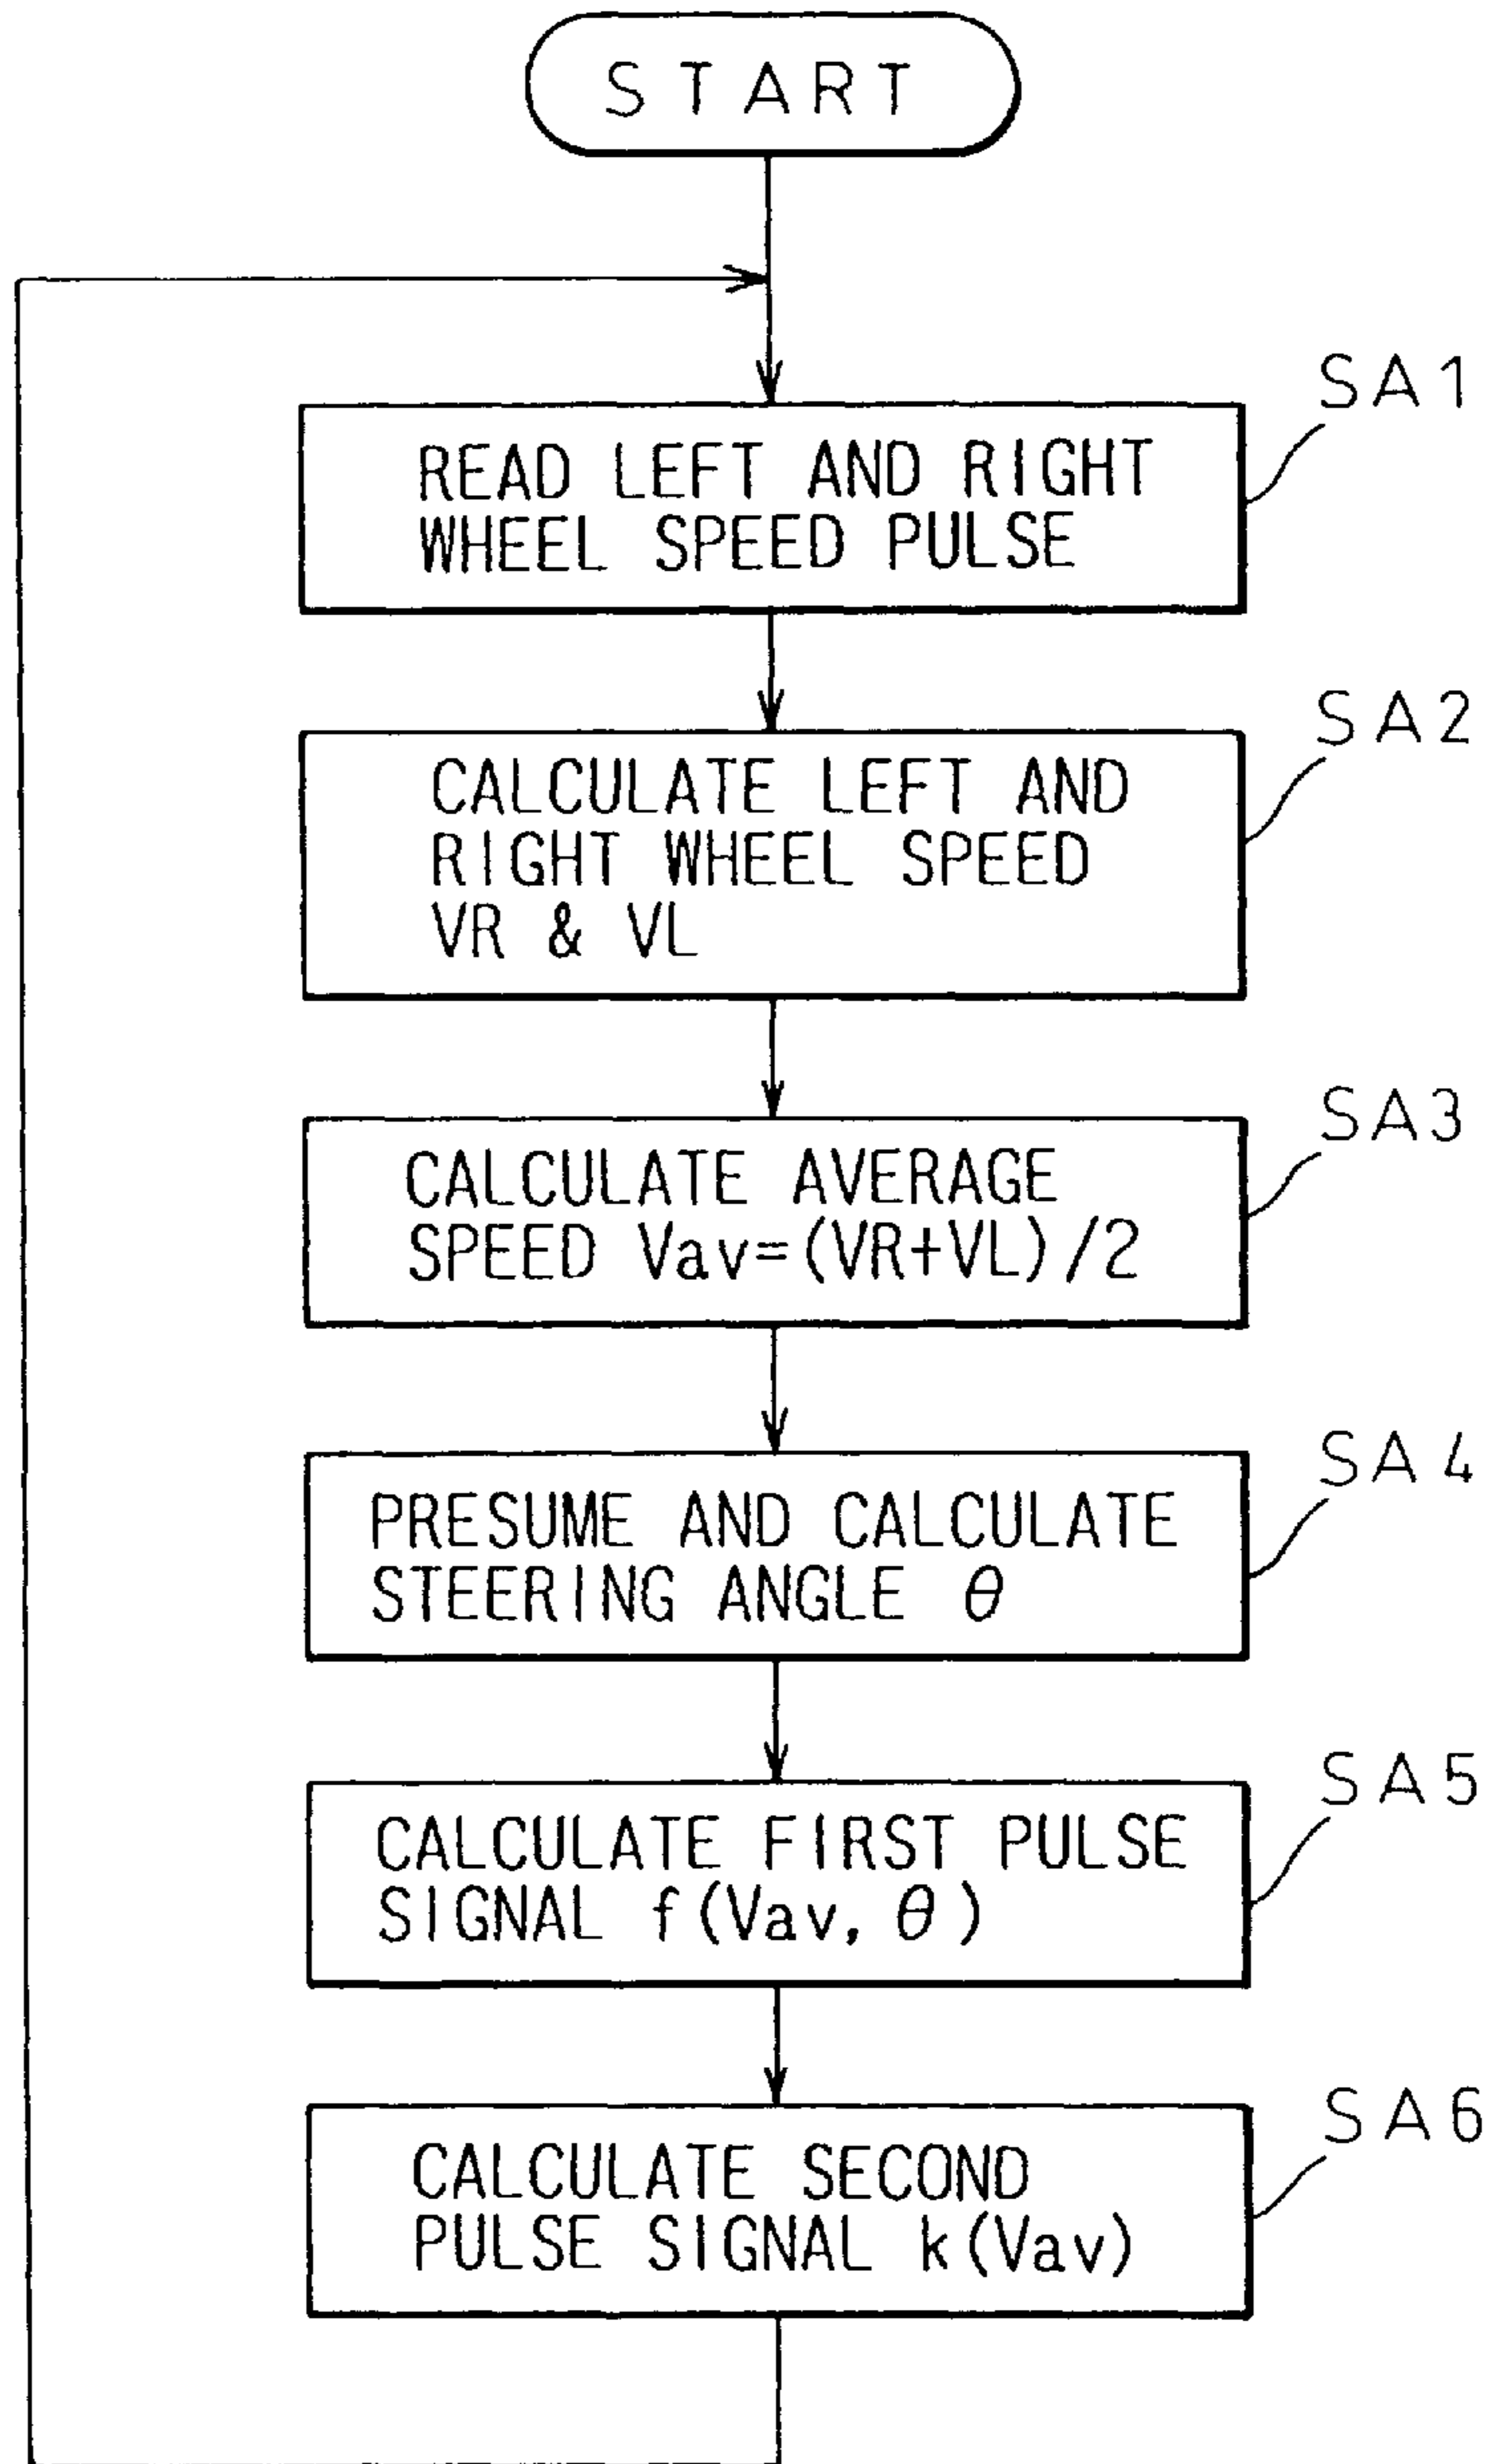 START
SA1
READ LEFT AND RIGHT
WHEEL SPEED PULSE
SA2
CALCULATE LEFT AND
RIGHT WHEEL SPEED
VR & VL
SA3
CALCULATE AVERAGE
SPEED Vav=(VR+VL)/2
SA4
PRESUME AND CALCULATE
STEERING ANGLE θ
SA5
CALCULATE FIRST PULSE
SIGNAL f(Vav, θ)
SA6
CALCULATE SECOND
PULSE SIGNAL k(Vav)